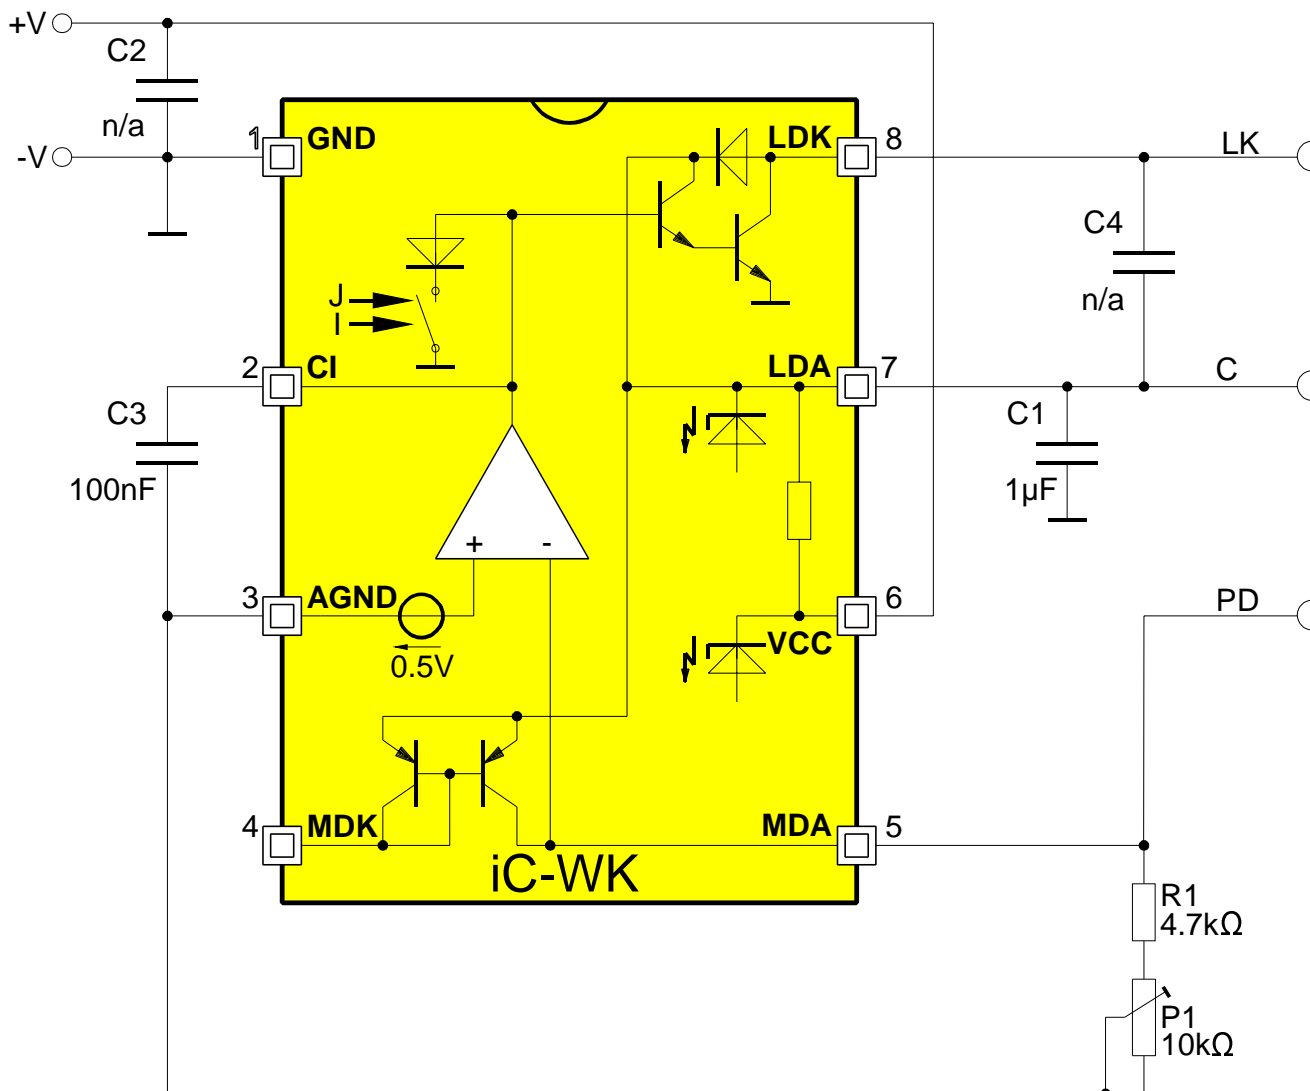 +V
C2
n/a
-V
1
GND
LDK
8
LK
C4
n/a
J
I
2
CI
LDA
7
C
C3
100nF
C1
1µF
+
-
3
AGND
0.5V
6
VCC
PD
4
MDK
MDA
5
iC-WK
R1
4.7kΩ
P1
10kΩ